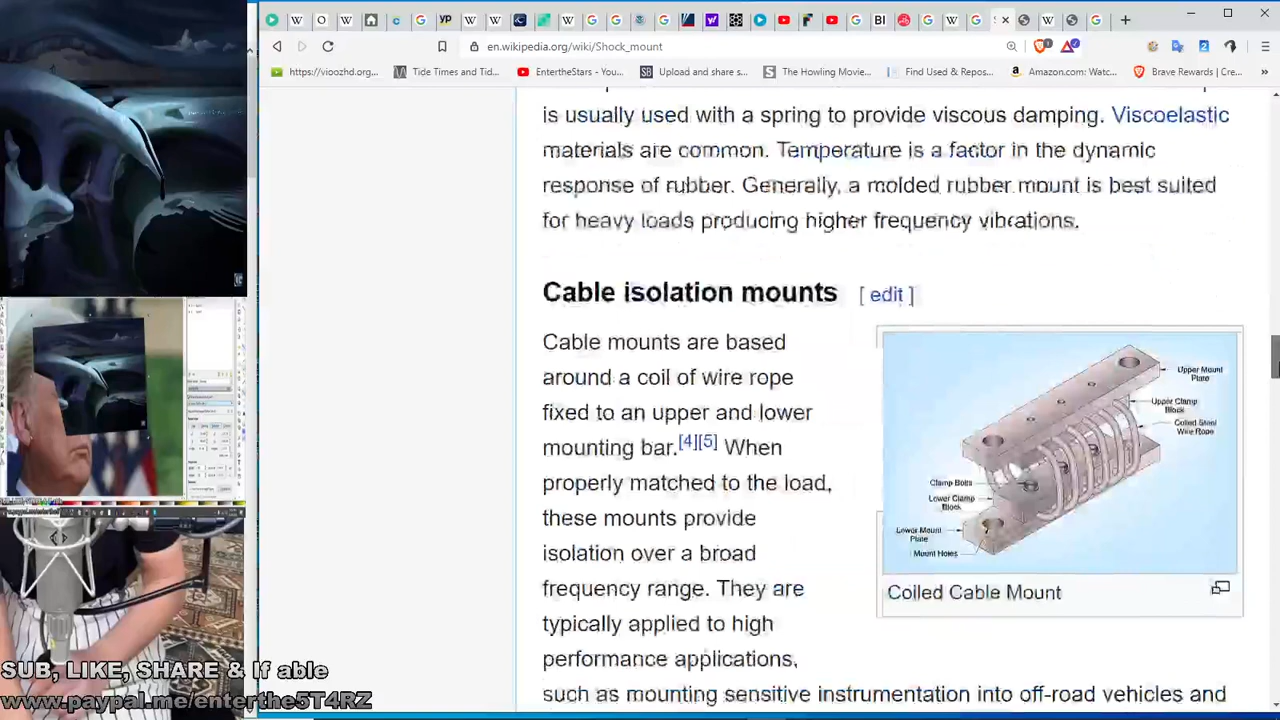 en.wikipedia.org/wiki/Shock_mount
https://vioozhd.org...
Tide Times and Tid...
EntertheStars - You...
Upload and share s...
The Howling Movie...
Find Used & Repos...
Amazon.com: Watc...
Brave Rewards | Cre...
is usually used with a spring to provide viscous damping. Viscoelastic
materials are common. Temperature is a factor in the dynamic
response of rubber. Generally, a molded rubber mount is best suited
for heavy loads producing higher frequency vibrations.
Cable isolation mounts [ edit ]
Cable mounts are based
around a coil of wire rope
fixed to an upper and lower
mounting bar.[4][5] When
properly matched to the load,
these mounts provide
isolation over a broad
frequency range. They are
typically applied to high
performance applications,
such as mounting sensitive instrumentation into off-road vehicles and
Upper Mount
Plate
Upper Clamp
Block
Coiled Steel
Wire Rope
Clamp Bolts
Lower Clamp
Block
Lower Mount
Plate
Mount Holes
Coiled Cable Mount
SUB, LIKE, SHARE & If able
www.paypal.me/enterthe5T4RZ